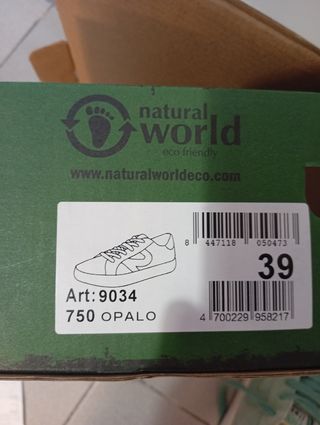 natural
world
eco friendly
www.naturalworldeco.com
8 447118 050473
39
Art: 9034
750 OPALO
4 700229 958217